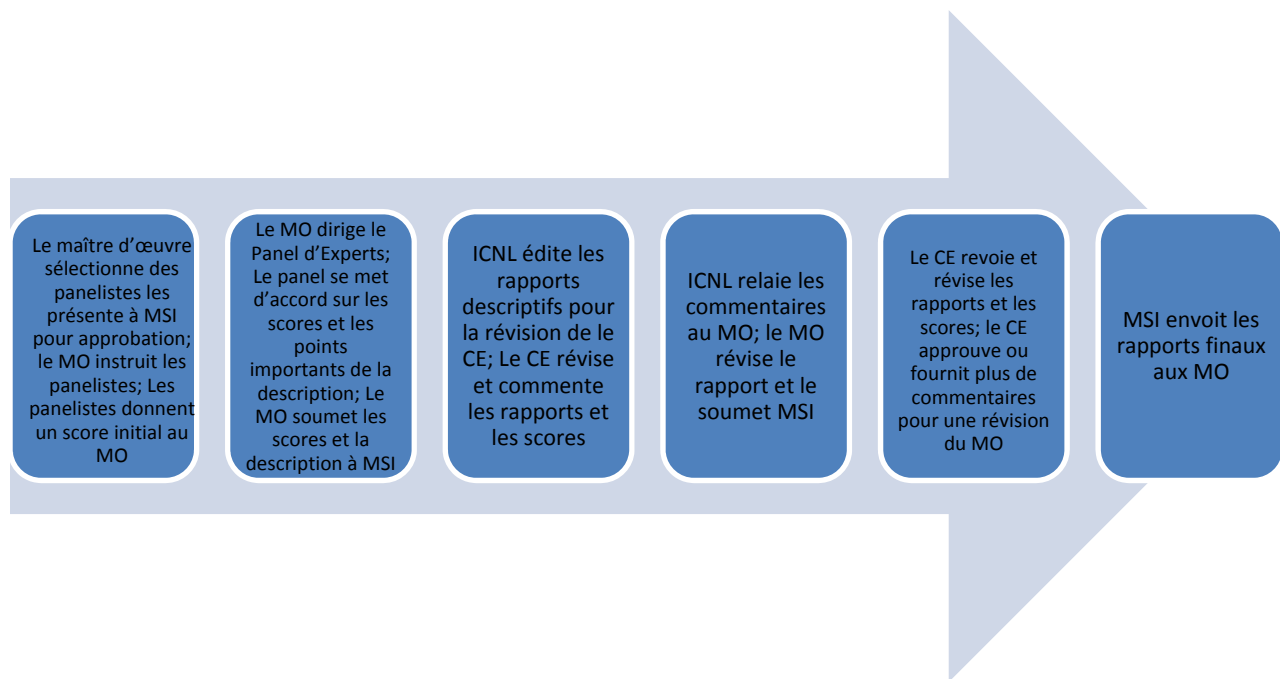 Le maître d’œuvre
sélectionne des
panelistes les
présente à MSI
pour approbation;
le MO instruit les
panelistes; Les
panelistes donnent
un score initial au
MO
Le MO dirige le
Panel d’Experts;
Le panel se met
d’accord sur les
scores et les
points
importants de la
description; Le
MO soumet les
scores et la
description à MSI
ICNL édite les
rapports
descriptifs pour
la révision de le
CE; Le CE révise
et commente
les rapports et
les scores
ICNL relaie les
commentaires
au MO; le MO
révise le
rapport et le
soumet MSI
Le CE revoie et
révise les
rapports et les
scores; le CE
approuve ou
fournit plus de
commentaires
pour une révision
du MO
MSI envoit les
rapports finaux
aux MO